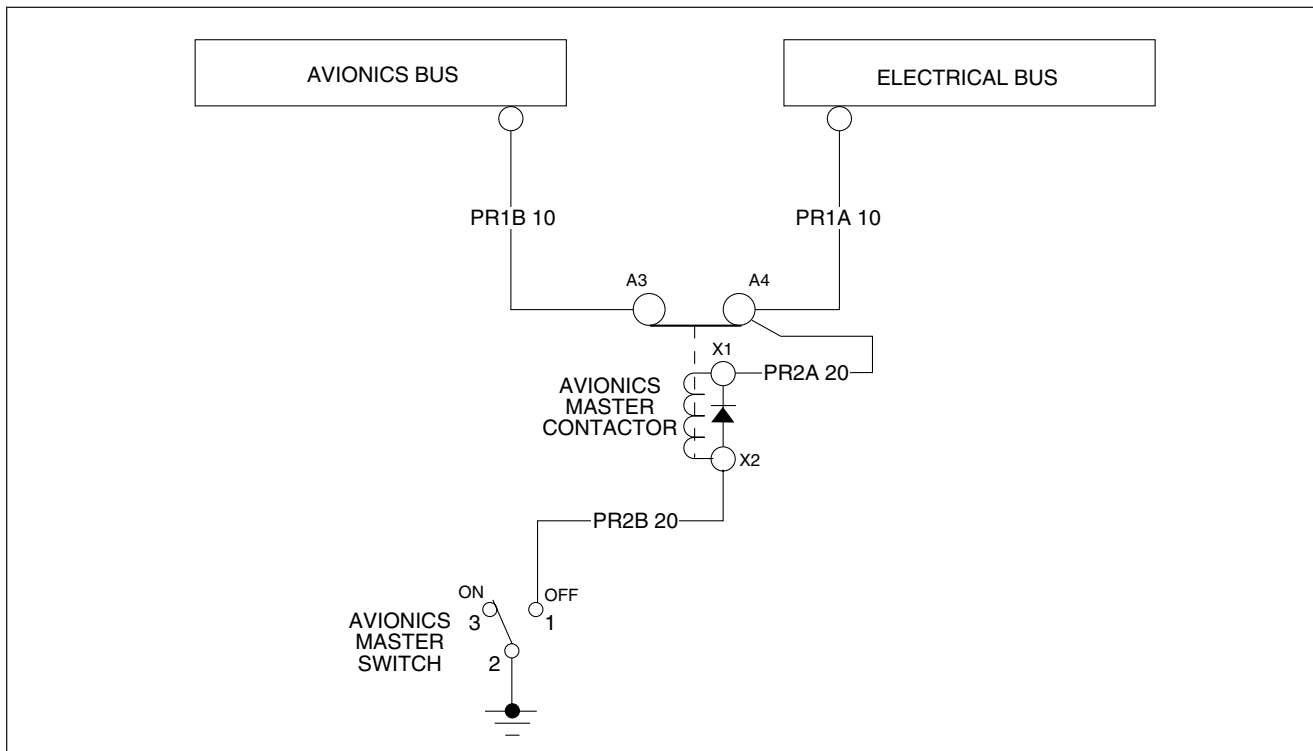 AVIONICS BUS
ELECTRICAL BUS
PR1B 10
PR1A 10
A3
A4
X1
PR2A 20
AVIONICS
MASTER
CONTACTOR
X2
PR2B 20
ON
OFF
3
1
AVIONICS
MASTER
SWITCH
2